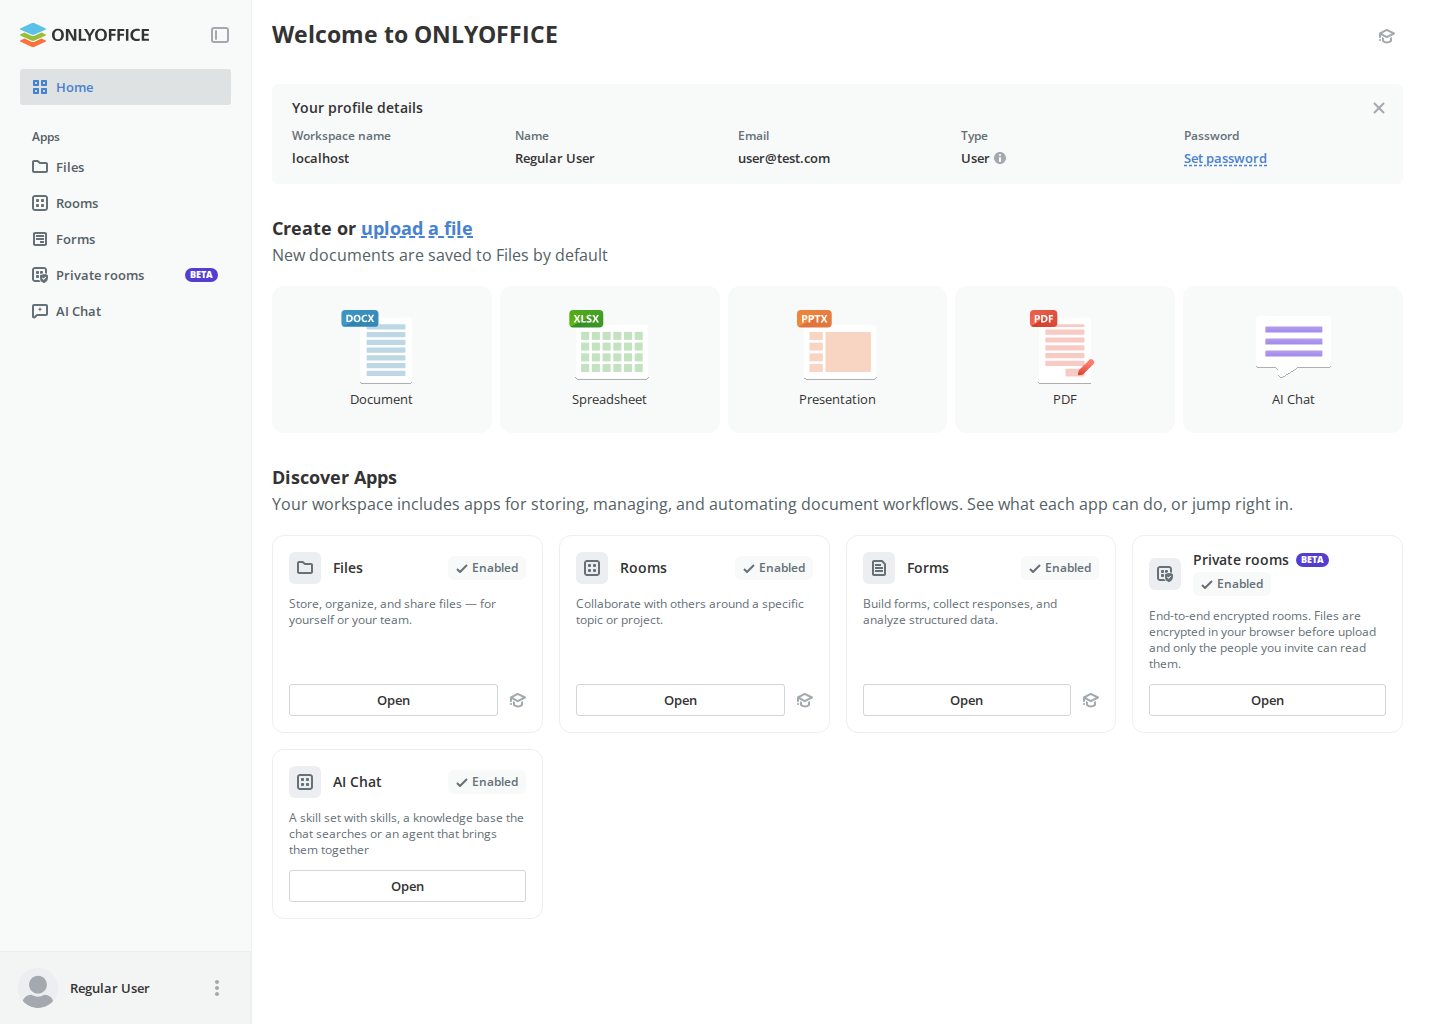 ONLYOFFICE
Home
Apps
Files
Rooms
Forms
Private rooms BETA
AI Chat
Regular User
Welcome to ONLYOFFICE
Your profile details
Workspace name Name Email Type Password
localhost Regular User user@test.com User Set password
Create or upload a file
New documents are saved to Files by default
DOCX XLSX PPTX PDF
Document Spreadsheet Presentation PDF AI Chat
Discover Apps
Your workspace includes apps for storing, managing, and automating document workflows. See what each app can do, or jump right in.
Files Enabled
Store, organize, and share files — for
yourself or your team.
Open
Rooms Enabled
Collaborate with others around a specific
topic or project.
Open
Forms Enabled
Build forms, collect responses, and
analyze structured data.
Open
Private rooms BETA
Enabled
End-to-end encrypted rooms. Files are
encrypted in your browser before upload
and only the people you invite can read
them.
Open
AI Chat Enabled
A skill set with skills, a knowledge base the
chat searches or an agent that brings
them together
Open